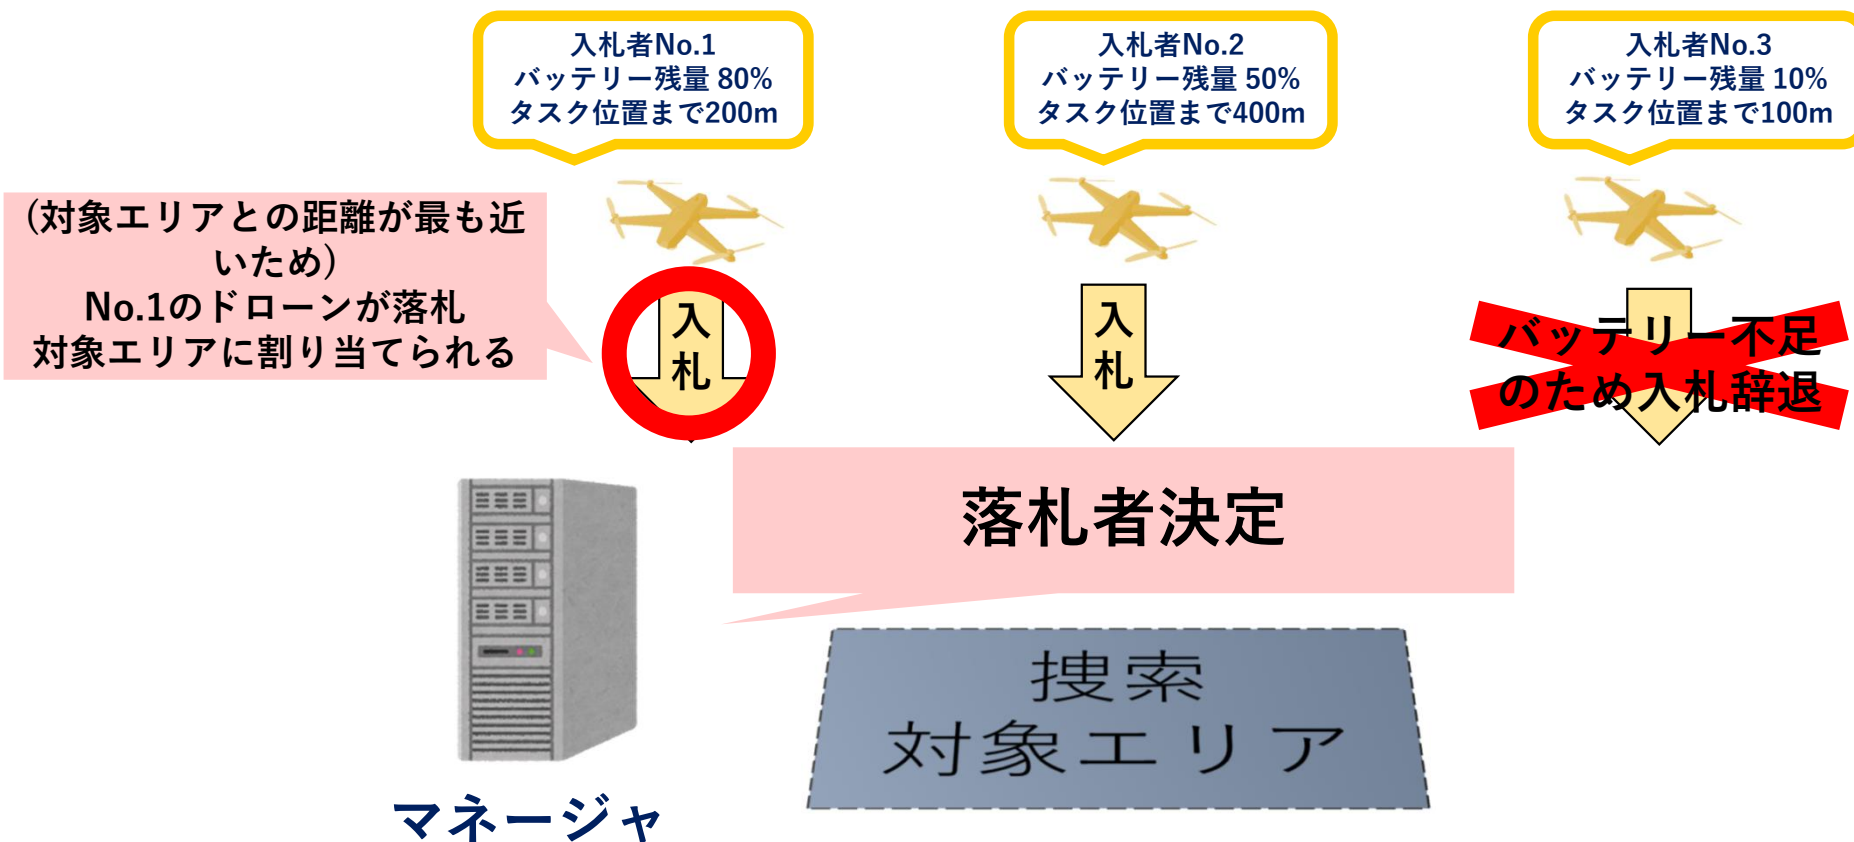 入札者No.1
バッテリー残量 80%
タスク位置まで200m
入札者No.2
バッテリー残量 50%
タスク位置まで400m
入札者No.3
バッテリー残量 10%
タスク位置まで100m
(対象エリアとの距離が最も近
いため)
No.1のドローンが落札
対象エリアに割り当てられる
入
札
入
札
バッテリー不足
のため入札辞退
落札者決定
捜索
対象エリア
マネージャ